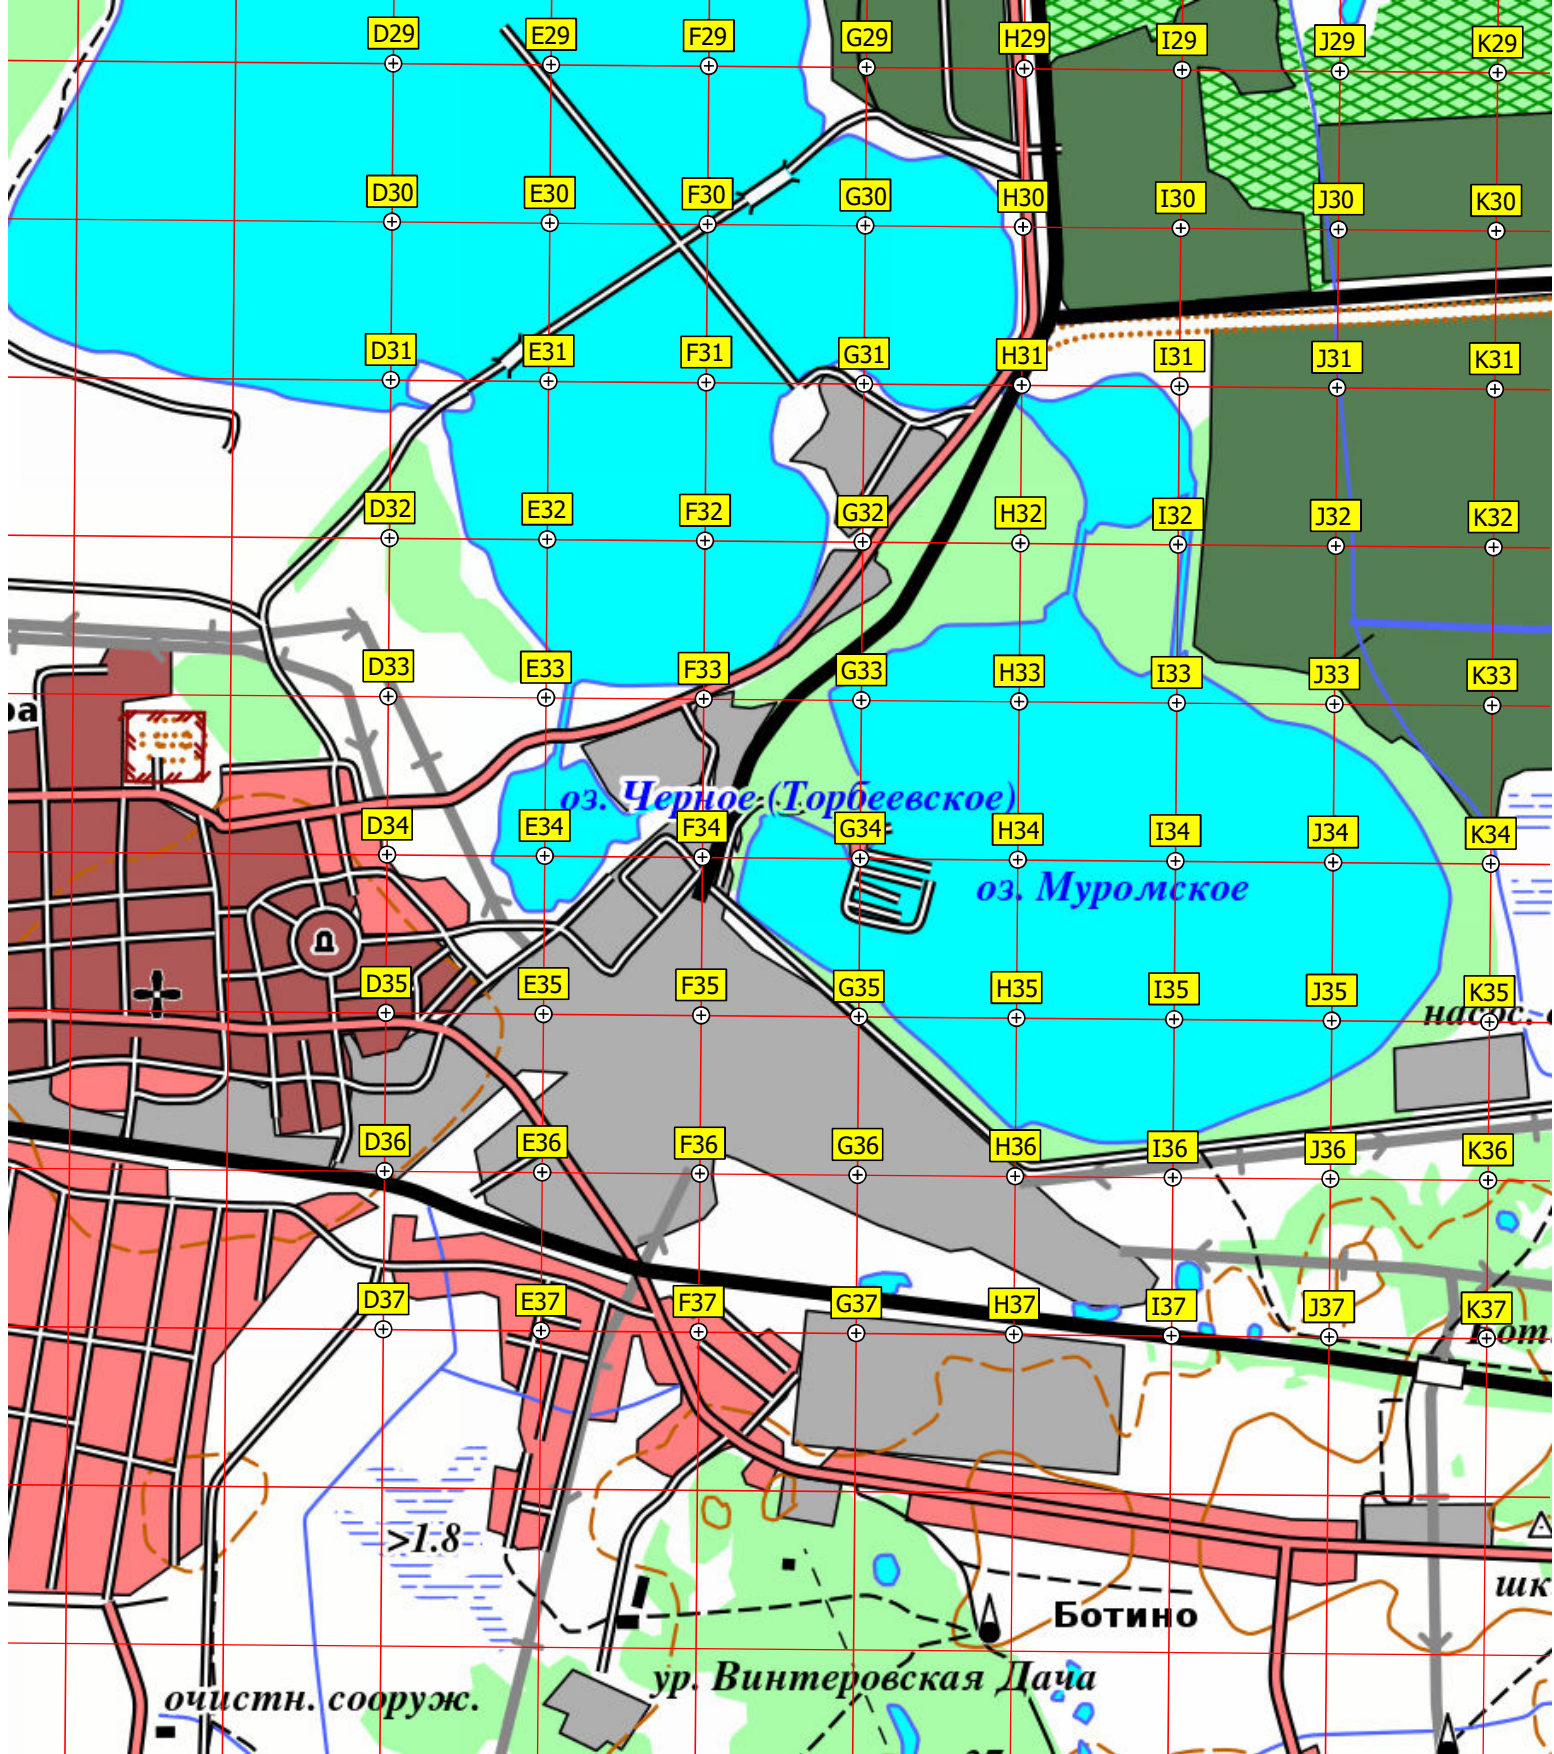 D29 E29 F29 G29 H29 I29 J29 K29
D30 E30 F30 G30 H30 I30 J30 K30
D31 E31 F31 G31 H31 I31 J31 K31
D32 E32 F32 G32 H32 I32 J32 K32
D33 E33 F33 G33 H33 I33 J33 K33
ра
оз. Черное (Торбеевское)
D34 E34 F34 G34 H34 I34 J34 K34
оз. Муромское
D35 E35 F35 G35 H35 I35 J35 K35
насос.
D36 E36 F36 G36 H36 I36 J36 K36
D37 E37 F37 G37 H37 I37 J37 K37
>1.8
шк
Ботино
ур. Винтеровская Дача
очистн. сооруж.